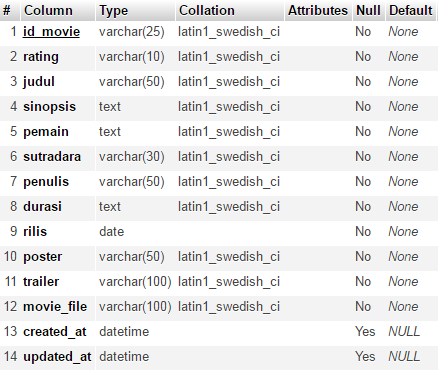 # Column Type Collation Attributes Null Default
1 id_movie varchar(25) latin1_swedish_ci No None
2 rating varchar(10) latin1_swedish_ci No None
3 judul varchar(50) latin1_swedish_ci No None
4 sinopsis text latin1_swedish_ci No None
5 pemain text latin1_swedish_ci No None
6 sutradara varchar(30) latin1_swedish_ci No None
7 penulis varchar(50) latin1_swedish_ci No None
8 durasi text latin1_swedish_ci No None
9 rilis date No None
10 poster varchar(50) latin1_swedish_ci No None
11 trailer varchar(100) latin1_swedish_ci No None
12 movie_file varchar(100) latin1_swedish_ci No None
13 created_at datetime Yes NULL
14 updated_at datetime Yes NULL